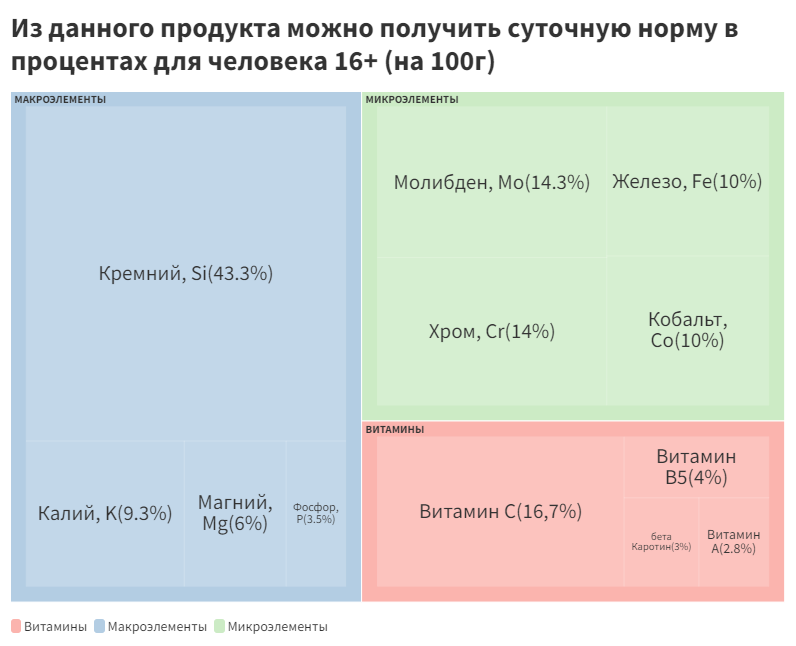 Из данного продукта можно получить суточную норму в
процентах для человека 16+ (на 100г)
МАКРОЭЛЕМЕНТЫ
Кремний, Si(43.3%)
Калий, K(9.3%)
Магний,
Mg(6%)
Фосфор,
P(3.5%)
МИКРОЭЛЕМЕНТЫ
Молибден, Mo(14.3%)
Железо, Fe(10%)
Хром, Cr(14%)
Кобальт,
Co(10%)
ВИТАМИНЫ
Витамин C(16,7%)
Витамин
B5(4%)
бета
Каротин(3%)
Витамин
A(2.8%)
Витамины
Макроэлементы
Микроэлементы